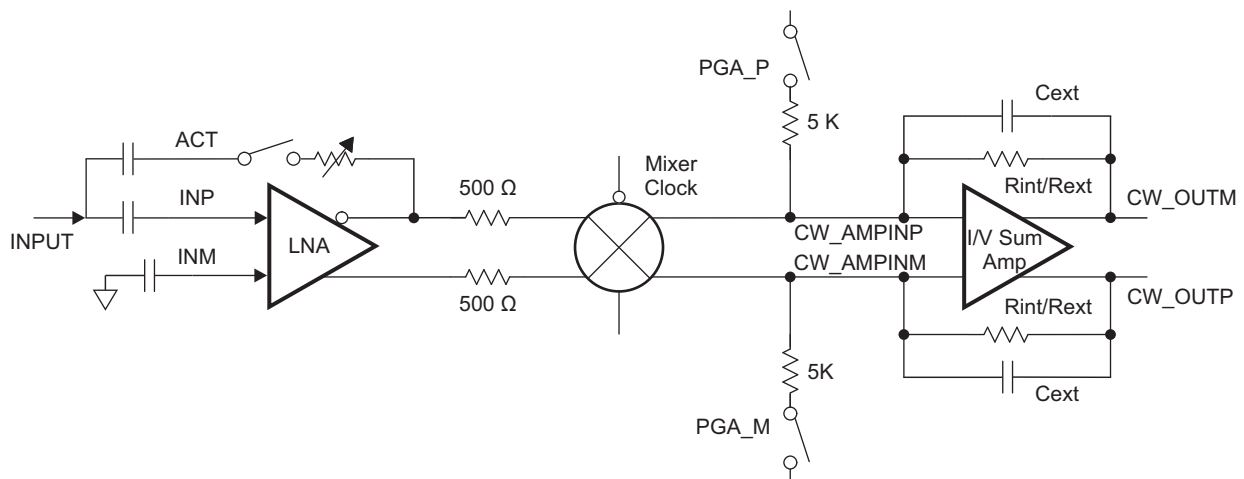 PGA_P
5 K
Cext
Rint/Rext
ACT
Mixer
Clock
500 Ω
INP
CW_OUTM
INPUT
LNA
CW_AMPINP
I/V Sum
Amp
INM
CW_AMPINM
500 Ω
CW_OUTP
Rint/Rext
5K
Cext
PGA_M